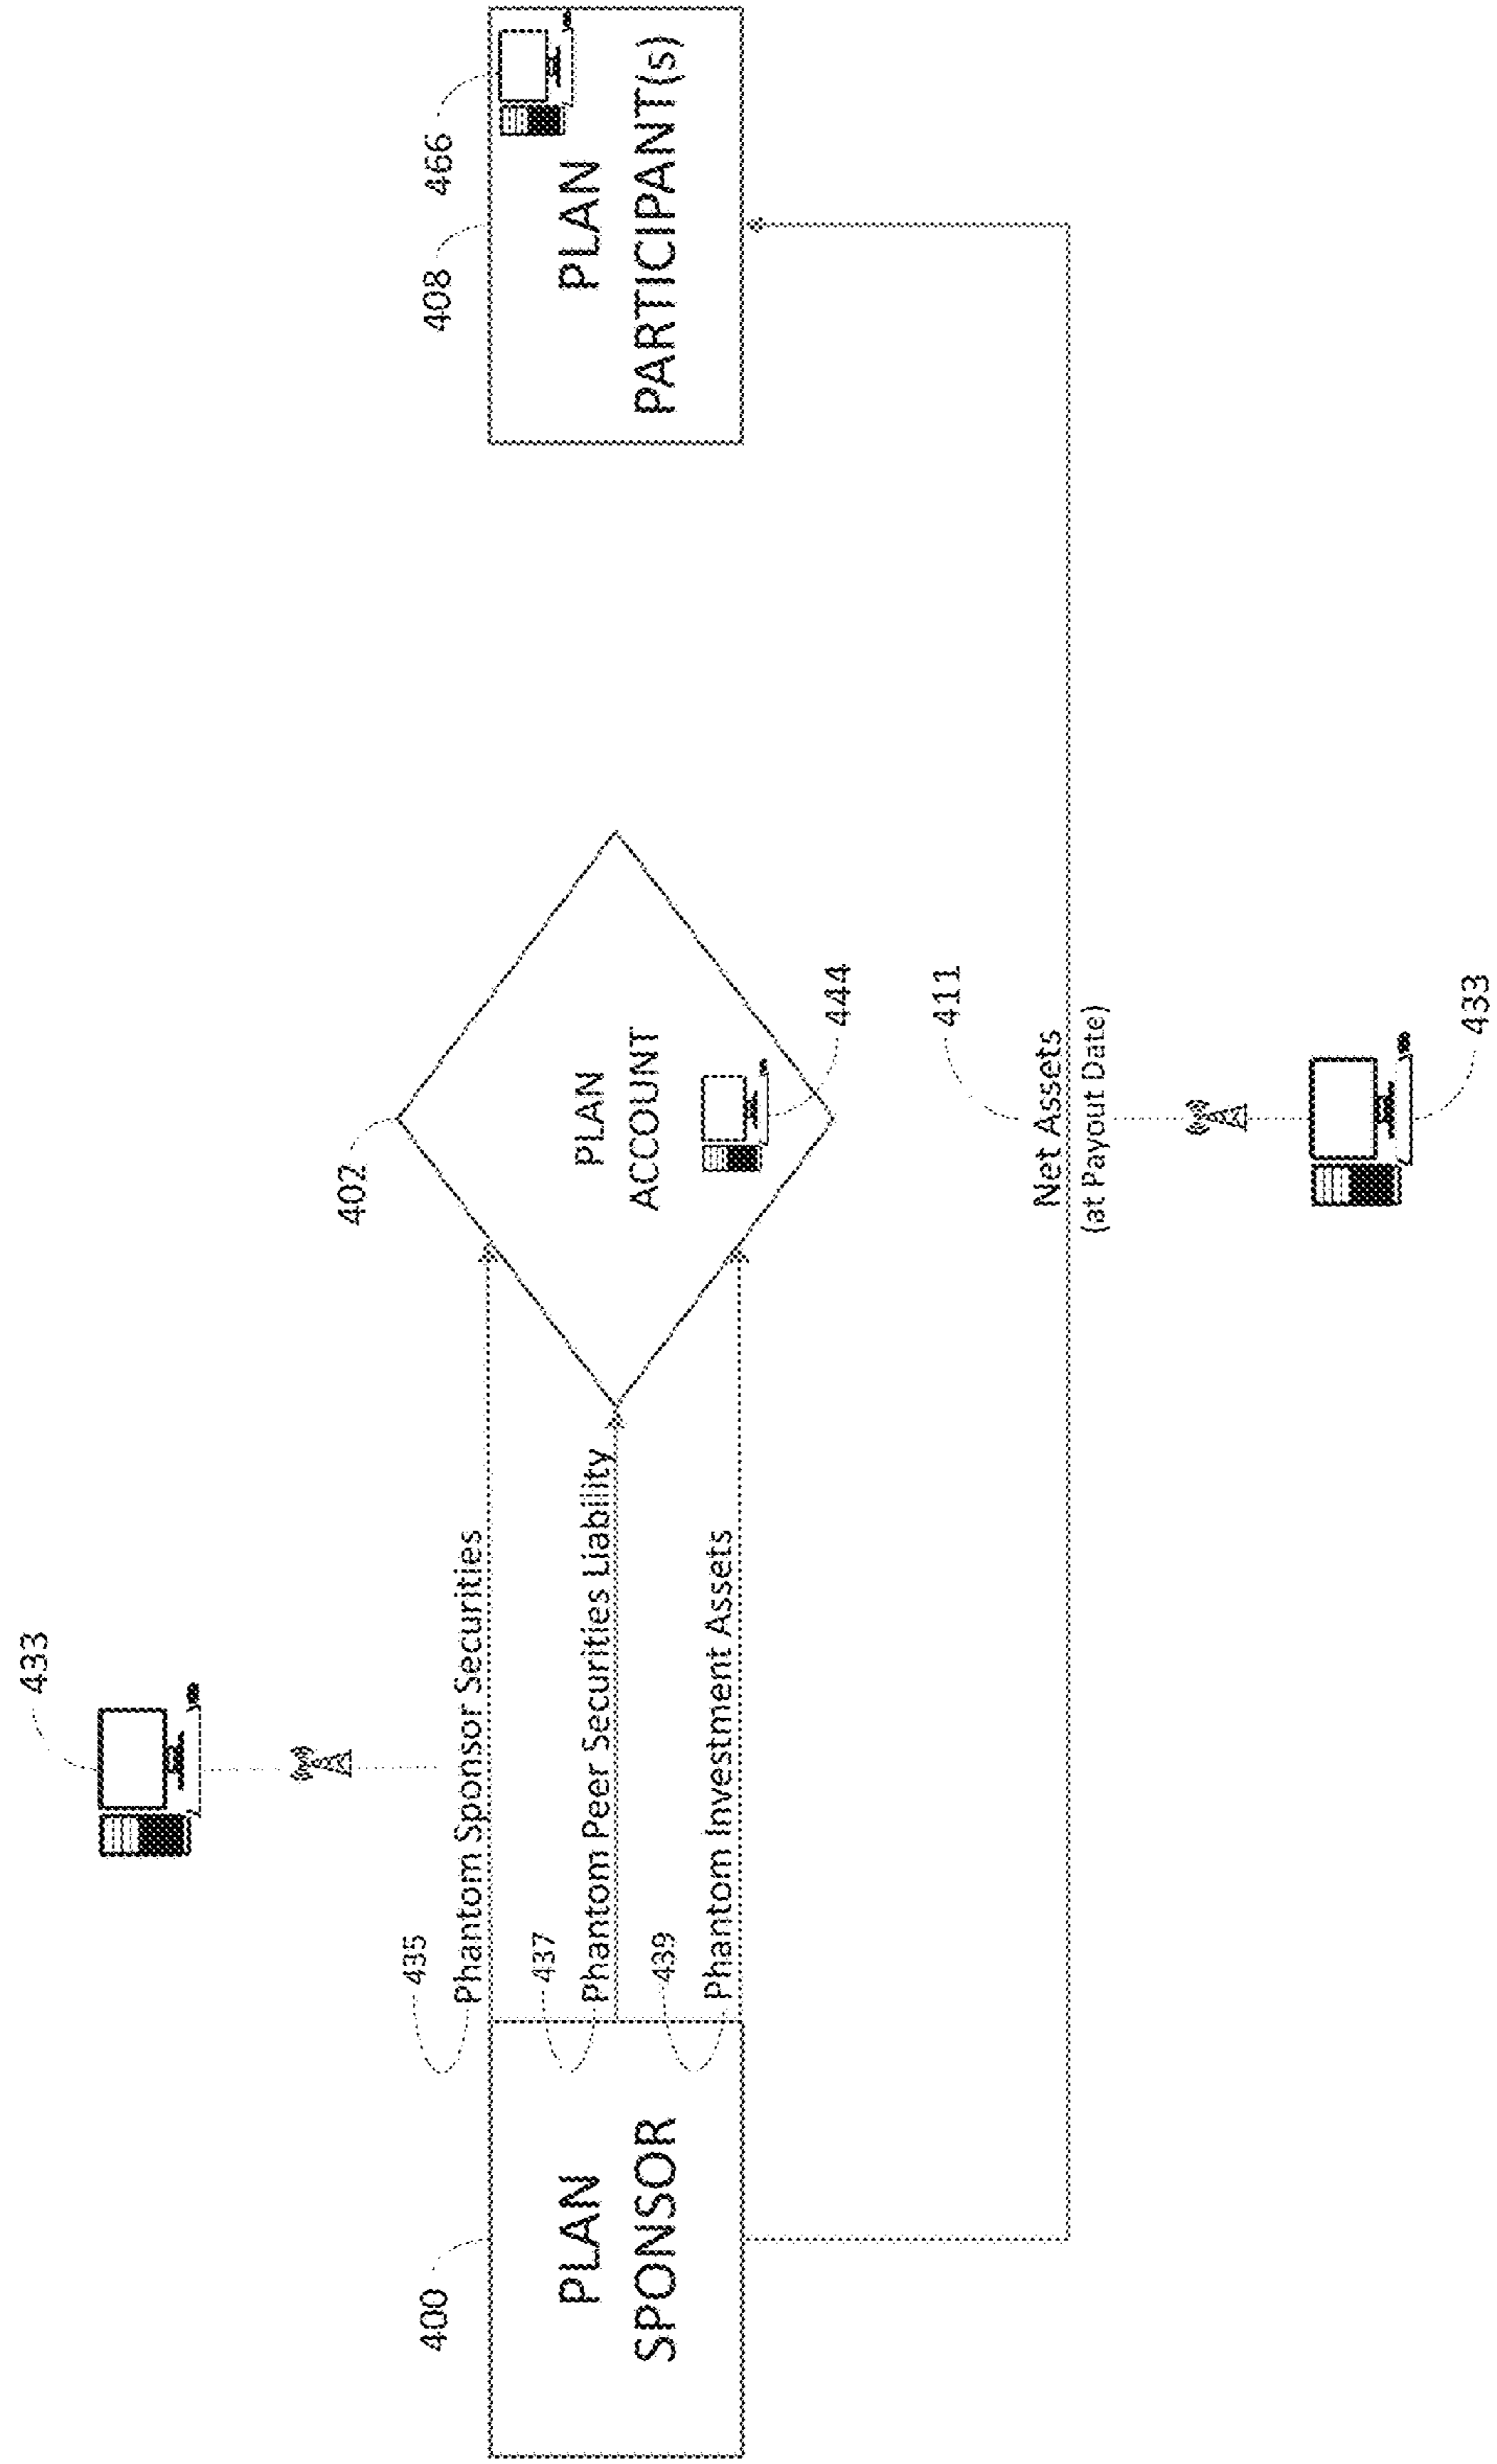 433
435
Phantom Sponsor Securities
437
Phantom Peer Securities Liability
439
Phantom Investment Assets
400
PLAN
SPONSOR
402
PLAN
ACCOUNT
444
408
466
PLAN
PARTICIPANT(s)
411
Net Assets
(at Payout Date)
433